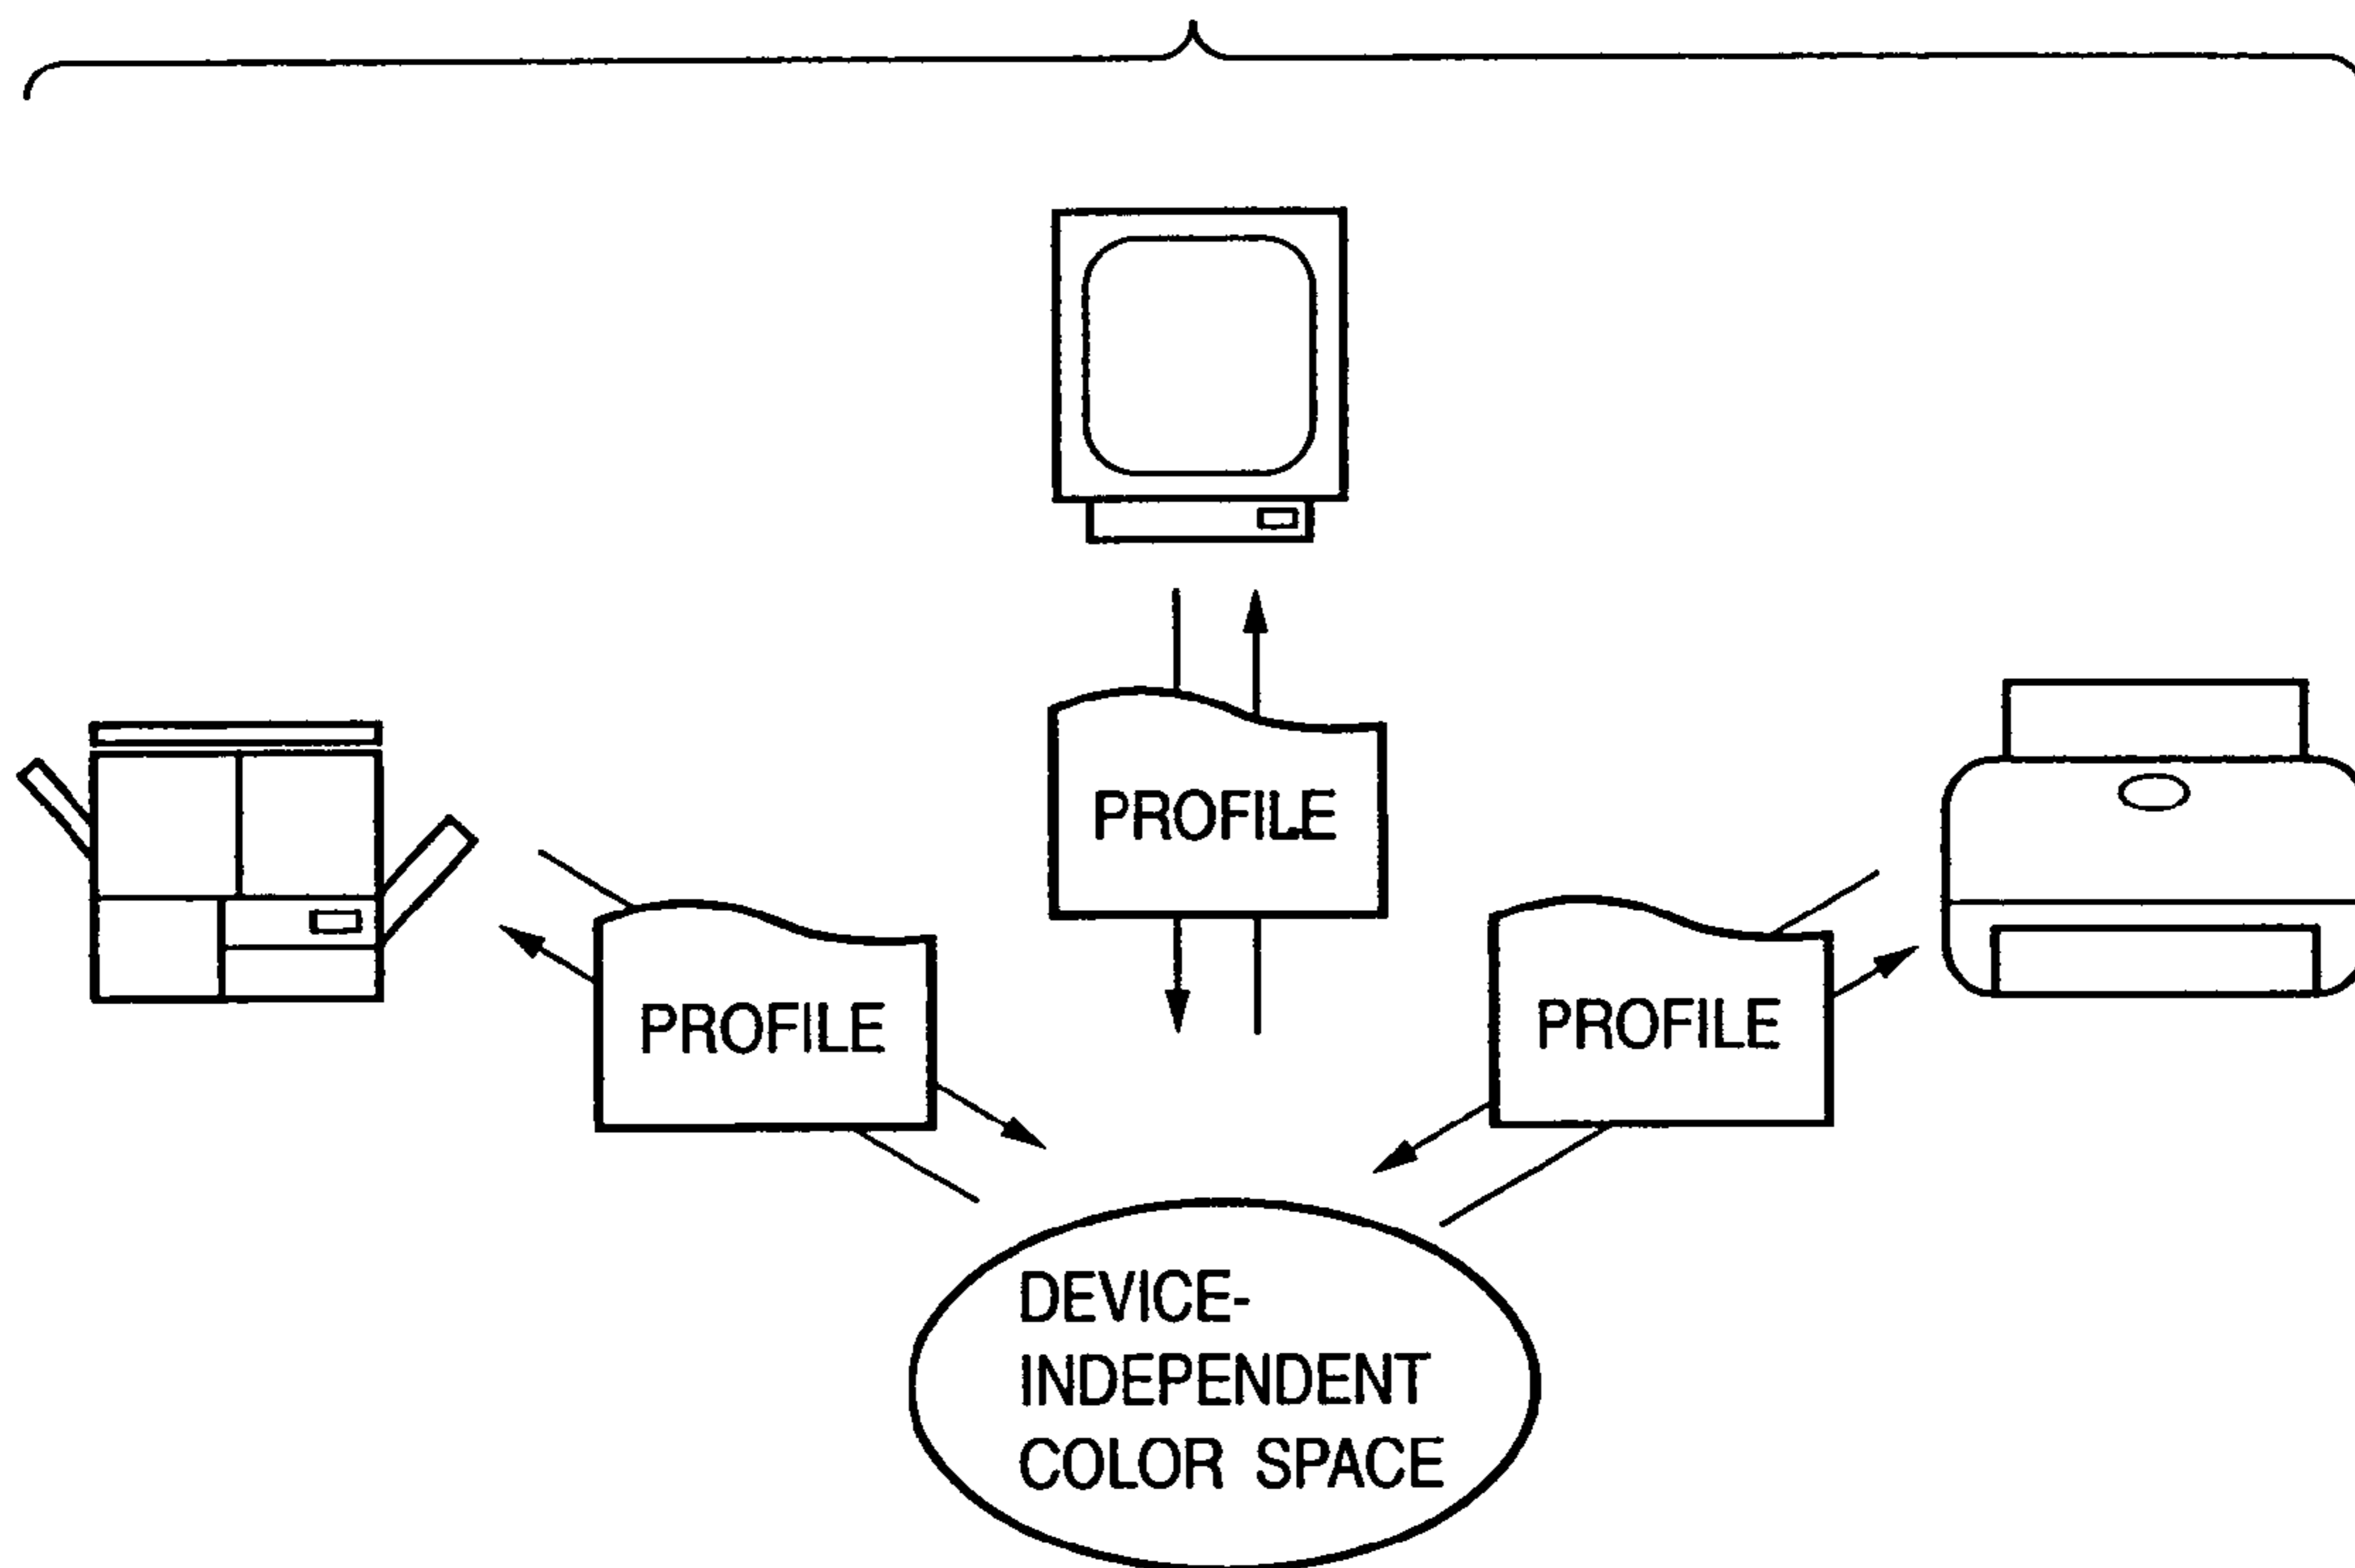 PROFILE
PROFILE
PROFILE
DEVICE-
INDEPENDENT
COLOR SPACE